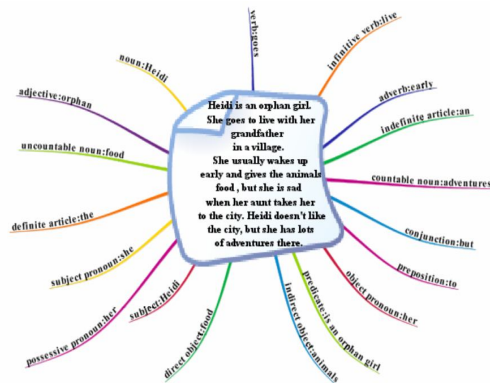 Heidi is an orphan girl.
She goes to live with her
grandfather
in a village.
She usually wakes up
early and gives the animals
food , but she is sad
when her aunt takes her
to the city. Heidi doesn't like
the city, but she has lots
of adventures there.
verb:goes
infinitive verb:live
adverb:early
indefinite article:an
countable noun:adventures
conjunction:but
preposition:to
object pronoun:her
predicate:is an orphan girl
indirect object:animals
direct object:food
subject:Heidi
possessive pronoun:her
subject pronoun:she
definite article:the
uncountable noun:food
adjective:orphan
noun:Heidi